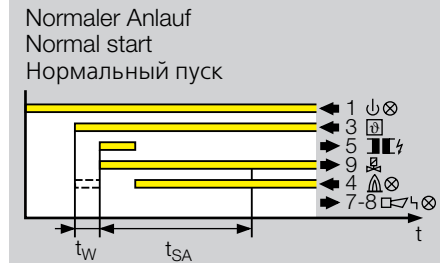 Normaler Anlauf
Normal start
Нормальный пуск
1
3 ϑ
5
9
4
7-8
t
tW
tSA